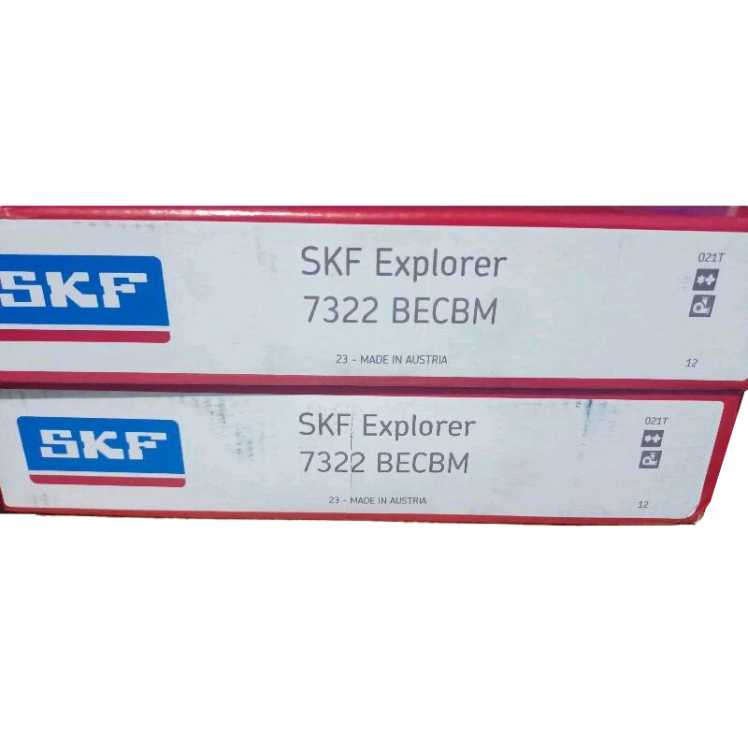 SKF
SKF Explorer
7322 BECBM
23 - MADE IN AUSTRIA
021T
12
SKF
SKF Explorer
7322 BECBM
23 - MADE IN AUSTRIA
021T
12